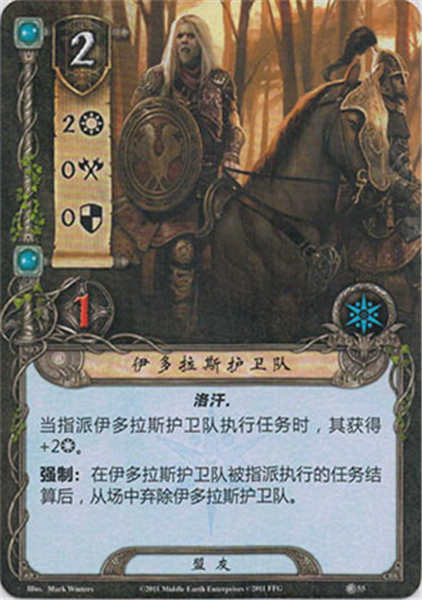 2
2
0
0
1
伊多拉斯护卫队
洛汗.
当指派伊多拉斯护卫队执行任务时，其获得
+2。
强制：在伊多拉斯护卫队被指派执行的任务结
算后，从场中弃除伊多拉斯护卫队。
盟友
Illus. Mark Winters ©2011 Middle Earth Enterprises ©2011 FFG 55